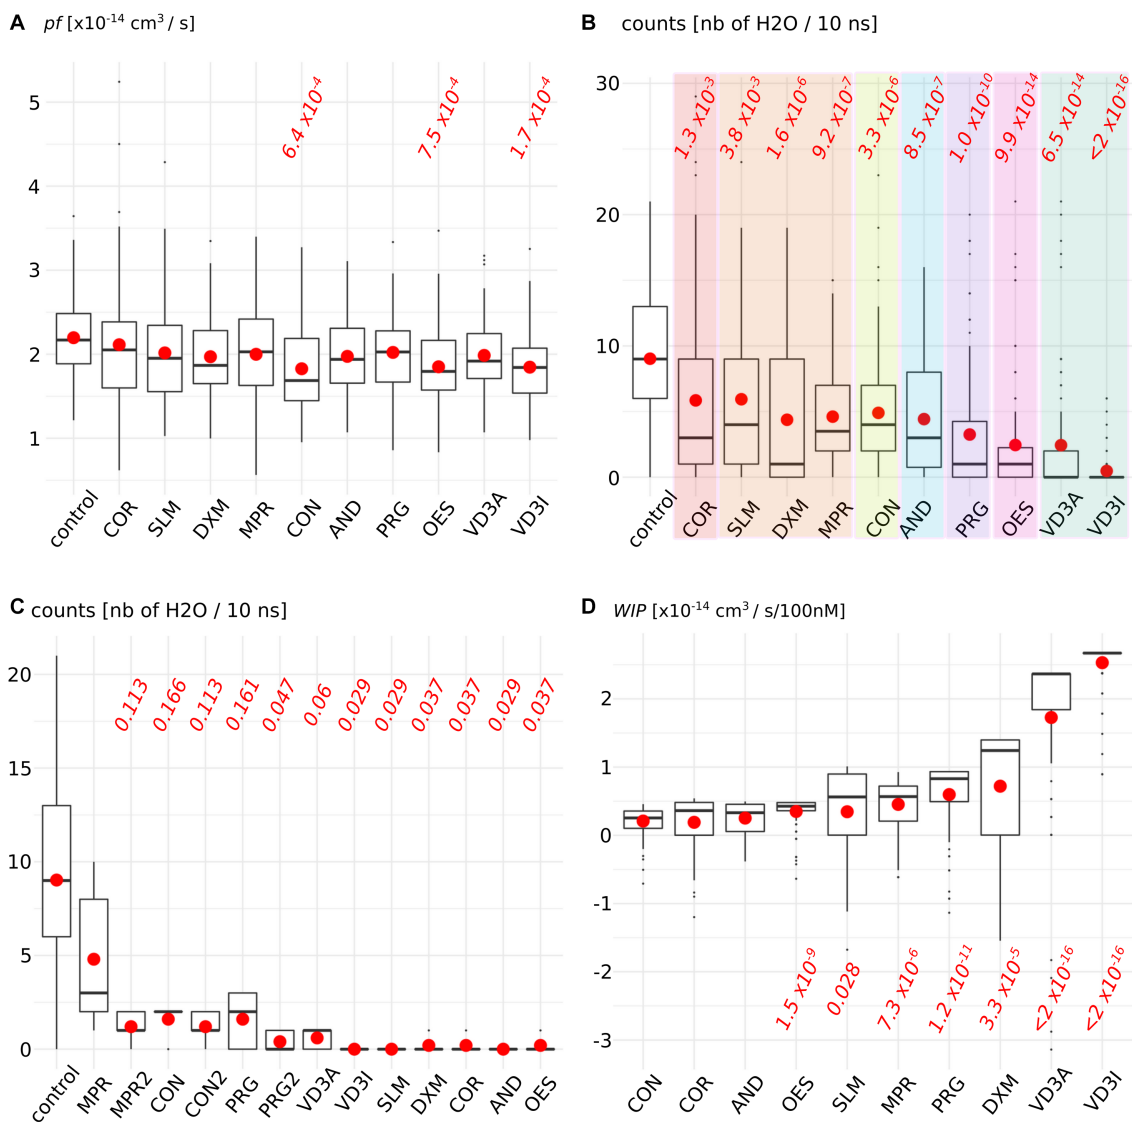 A pf [x10-14 cm3 / s]
5
4
3
2
1
6.4 x10-4
7.5 x10-4
1.7 x10-4
control COR SLM DXM MPR CON AND PRG OES VD3A VD3I
B counts [nb of H2O / 10 ns]
30
20
10
0
1.3 x10-3
3.8 x10-3
1.6 x10-6
9.2 x10-7
3.3 x10-6
8.5 x10-7
1.0 x10-10
9.9 x10-14
6.5 x10-14
<2 x10-16
control COR SLM DXM MPR CON AND PRG OES VD3A VD3I
C counts [nb of H2O / 10 ns]
20
15
10
5
0
0.113
0.166
0.113
0.161
0.047
0.06
0.029
0.029
0.037
0.037
0.029
0.037
control MPR MPR2 CON CON2 PRG PRG2 VD3A VD3I SLM DXM COR AND OES
D WIP [x10-14 cm3 / s/100nM]
2
1
0
-1
-2
-3
1.5 x10-9
0.028
7.3 x10-6
1.2 x10-11
3.3 x10-5
<2 x10-16
<2 x10-16
CON COR AND OES SLM MPR PRG DXM VD3A VD3I